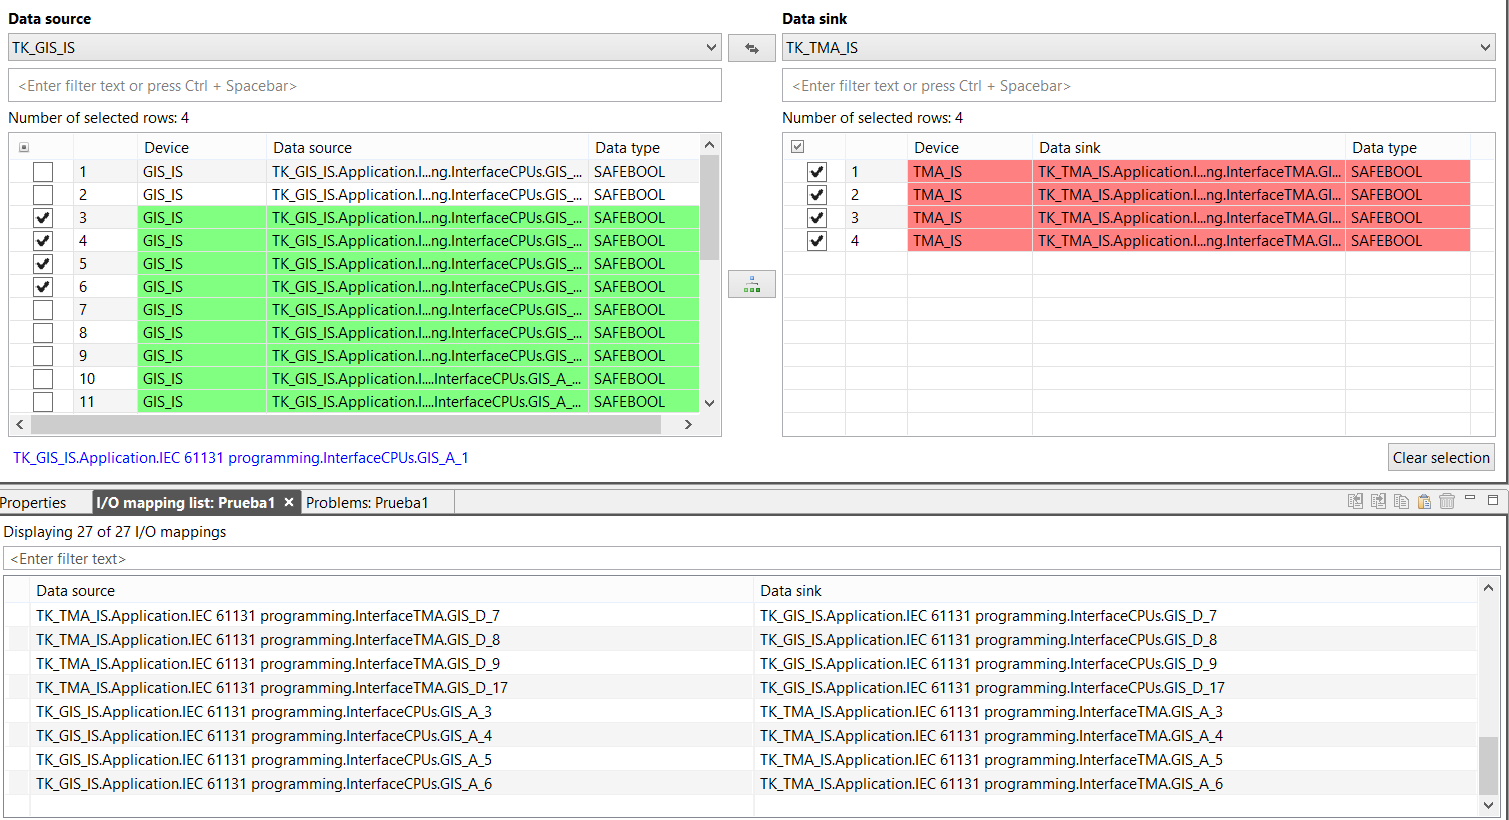 Data source
Data sink
TK_GIS_IS
TK_TMA_IS
<Enter filter text or press Ctrl + Spacebar>
<Enter filter text or press Ctrl + Spacebar>
Number of selected rows: 4
Number of selected rows: 4
Device Data source Data type
1 GIS_IS TK_GIS_IS.Application.I...ng.InterfaceCPUs.GIS_... SAFEBOOL
2 GIS_IS TK_GIS_IS.Application.I...ng.InterfaceCPUs.GIS_... SAFEBOOL
3 GIS_IS TK_GIS_IS.Application.I...ng.InterfaceCPUs.GIS_... SAFEBOOL
4 GIS_IS TK_GIS_IS.Application.I...ng.InterfaceCPUs.GIS_... SAFEBOOL
5 GIS_IS TK_GIS_IS.Application.I...ng.InterfaceCPUs.GIS_... SAFEBOOL
6 GIS_IS TK_GIS_IS.Application.I...ng.InterfaceCPUs.GIS_... SAFEBOOL
7 GIS_IS TK_GIS_IS.Application.I...ng.InterfaceCPUs.GIS_... SAFEBOOL
8 GIS_IS TK_GIS_IS.Application.I...ng.InterfaceCPUs.GIS_... SAFEBOOL
9 GIS_IS TK_GIS_IS.Application.I...ng.InterfaceCPUs.GIS_... SAFEBOOL
10 GIS_IS TK_GIS_IS.Application.I....InterfaceCPUs.GIS_A_... SAFEBOOL
11 GIS_IS TK_GIS_IS.Application.I....InterfaceCPUs.GIS_A_... SAFEBOOL
Device Data sink Data type
1 TMA_IS TK_TMA_IS.Application.I...ng.InterfaceTMA.GI... SAFEBOOL
2 TMA_IS TK_TMA_IS.Application.I...ng.InterfaceTMA.GI... SAFEBOOL
3 TMA_IS TK_TMA_IS.Application.I...ng.InterfaceTMA.GI... SAFEBOOL
4 TMA_IS TK_TMA_IS.Application.I...ng.InterfaceTMA.GI... SAFEBOOL
TK_GIS_IS.Application.IEC 61131 programming.InterfaceCPUs.GIS_A_1
Clear selection
Properties I/O mapping list: Prueba1 Problems: Prueba1
Displaying 27 of 27 I/O mappings
<Enter filter text>
Data source Data sink
TK_TMA_IS.Application.IEC 61131 programming.InterfaceTMA.GIS_D_7 TK_GIS_IS.Application.IEC 61131 programming.InterfaceCPUs.GIS_D_7
TK_TMA_IS.Application.IEC 61131 programming.InterfaceTMA.GIS_D_8 TK_GIS_IS.Application.IEC 61131 programming.InterfaceCPUs.GIS_D_8
TK_TMA_IS.Application.IEC 61131 programming.InterfaceTMA.GIS_D_9 TK_GIS_IS.Application.IEC 61131 programming.InterfaceCPUs.GIS_D_9
TK_TMA_IS.Application.IEC 61131 programming.InterfaceTMA.GIS_D_17 TK_GIS_IS.Application.IEC 61131 programming.InterfaceCPUs.GIS_D_17
TK_GIS_IS.Application.IEC 61131 programming.InterfaceCPUs.GIS_A_3 TK_TMA_IS.Application.IEC 61131 programming.InterfaceTMA.GIS_A_3
TK_GIS_IS.Application.IEC 61131 programming.InterfaceCPUs.GIS_A_4 TK_TMA_IS.Application.IEC 61131 programming.InterfaceTMA.GIS_A_4
TK_GIS_IS.Application.IEC 61131 programming.InterfaceCPUs.GIS_A_5 TK_TMA_IS.Application.IEC 61131 programming.InterfaceTMA.GIS_A_5
TK_GIS_IS.Application.IEC 61131 programming.InterfaceCPUs.GIS_A_6 TK_TMA_IS.Application.IEC 61131 programming.InterfaceTMA.GIS_A_6